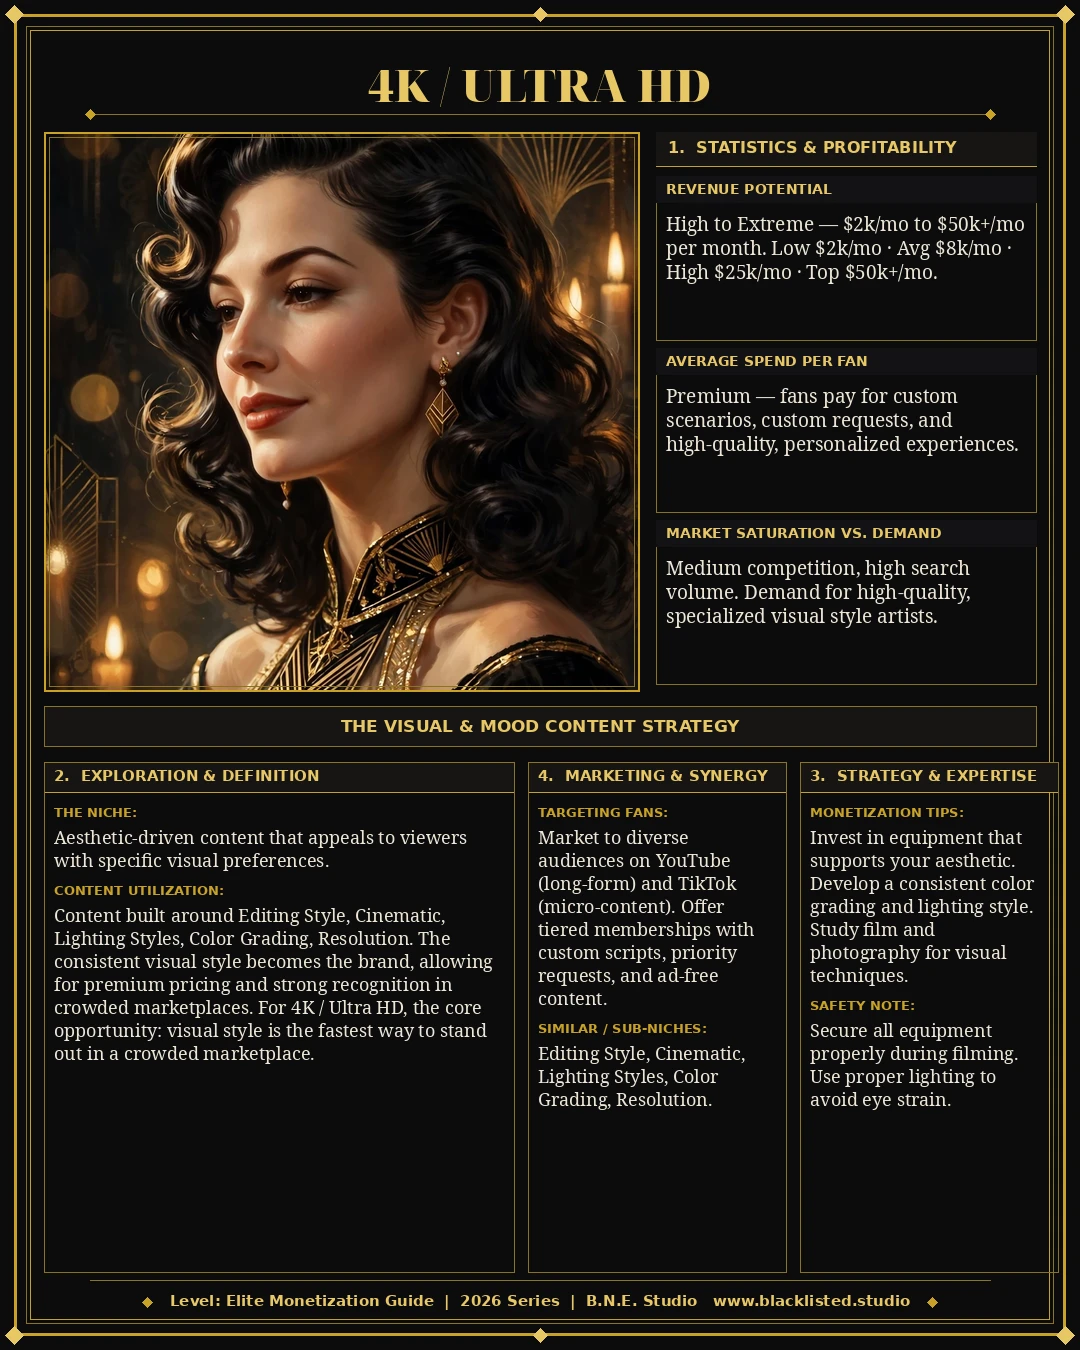 4K / ULTRA HD
1. STATISTICS & PROFITABILITY
REVENUE POTENTIAL
High to Extreme — $2k/mo to $50k+/mo
per month. Low $2k/mo · Avg $8k/mo ·
High $25k/mo · Top $50k+/mo.
AVERAGE SPEND PER FAN
Premium — fans pay for custom
scenarios, custom requests, and
high-quality, personalized experiences.
MARKET SATURATION VS. DEMAND
Medium competition, high search
volume. Demand for high-quality,
specialized visual style artists.
THE VISUAL & MOOD CONTENT STRATEGY
2. EXPLORATION & DEFINITION
THE NICHE:
Aesthetic-driven content that appeals to viewers
with specific visual preferences.
CONTENT UTILIZATION:
Content built around Editing Style, Cinematic,
Lighting Styles, Color Grading, Resolution. The
consistent visual style becomes the brand, allowing
for premium pricing and strong recognition in
crowded marketplaces. For 4K / Ultra HD, the core
opportunity: visual style is the fastest way to stand
out in a crowded marketplace.
4. MARKETING & SYNERGY
TARGETING FANS:
Market to diverse
audiences on YouTube
(long-form) and TikTok
(micro-content). Offer
tiered memberships with
custom scripts, priority
requests, and ad-free
content.
SIMILAR / SUB-NICHES:
Editing Style, Cinematic,
Lighting Styles, Color
Grading, Resolution.
3. STRATEGY & EXPERTISE
MONETIZATION TIPS:
Invest in equipment that
supports your aesthetic.
Develop a consistent color
grading and lighting style.
Study film and
photography for visual
techniques.
SAFETY NOTE:
Secure all equipment
properly during filming.
Use proper lighting to
avoid eye strain.
Level: Elite Monetization Guide | 2026 Series | B.N.E. Studio www.blacklisted.studio